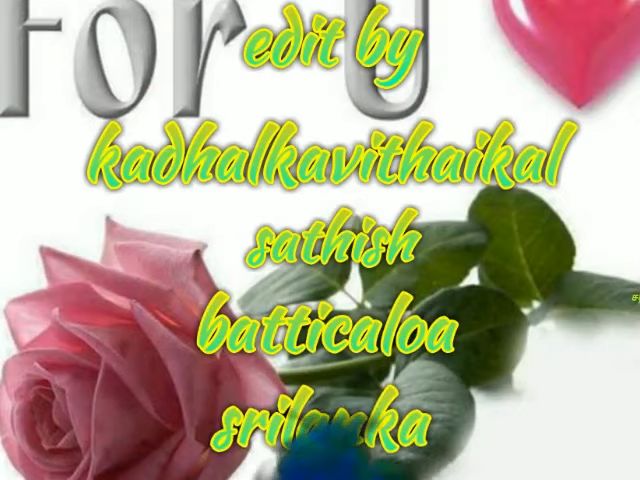 For U
edit by
kadhalkavithaikal
sathish
batticaloa
srilanka